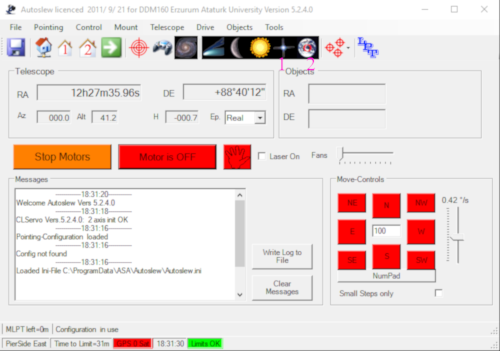 Autoslew licenced 2011/ 9/ 21 for DDM160 Erzurum Ataturk University Version 5.2.4.0
File Pointing Control Mount Telescope Drive Objects Tools
1 2 1 2
Telescope
RA 12h27m35.96s DE +88°40'12"
Az 000.0 Alt 41.2 H -000.7 Ep. Real
Objects
RA
DE
Stop Motors Motor is OFF Laser On Fans
Messages
------------18:31:20------------
Welcome Autoslew Vers 5.2.4.0
------------18:31:18------------
CLServo Vers.5.2.4.0: 2 axis init OK
------------18:31:16------------
Pointing-Configuration loaded
------------18:31:16------------
Config not found
------------18:31:16------------
Loaded Ini-File C:\ProgramData\ASA\Autoslew\Autoslew.ini
Write Log to
File
Clear
Messages
Move-Controls
NE N NW 0.42 °/s
E 100 W
SE S SW
NumPad
Small Steps only
MLPT left=0m Configuration in use
PierSide East Time to Limit=31m GPS 0 Sat 18:31:30 Limits OK